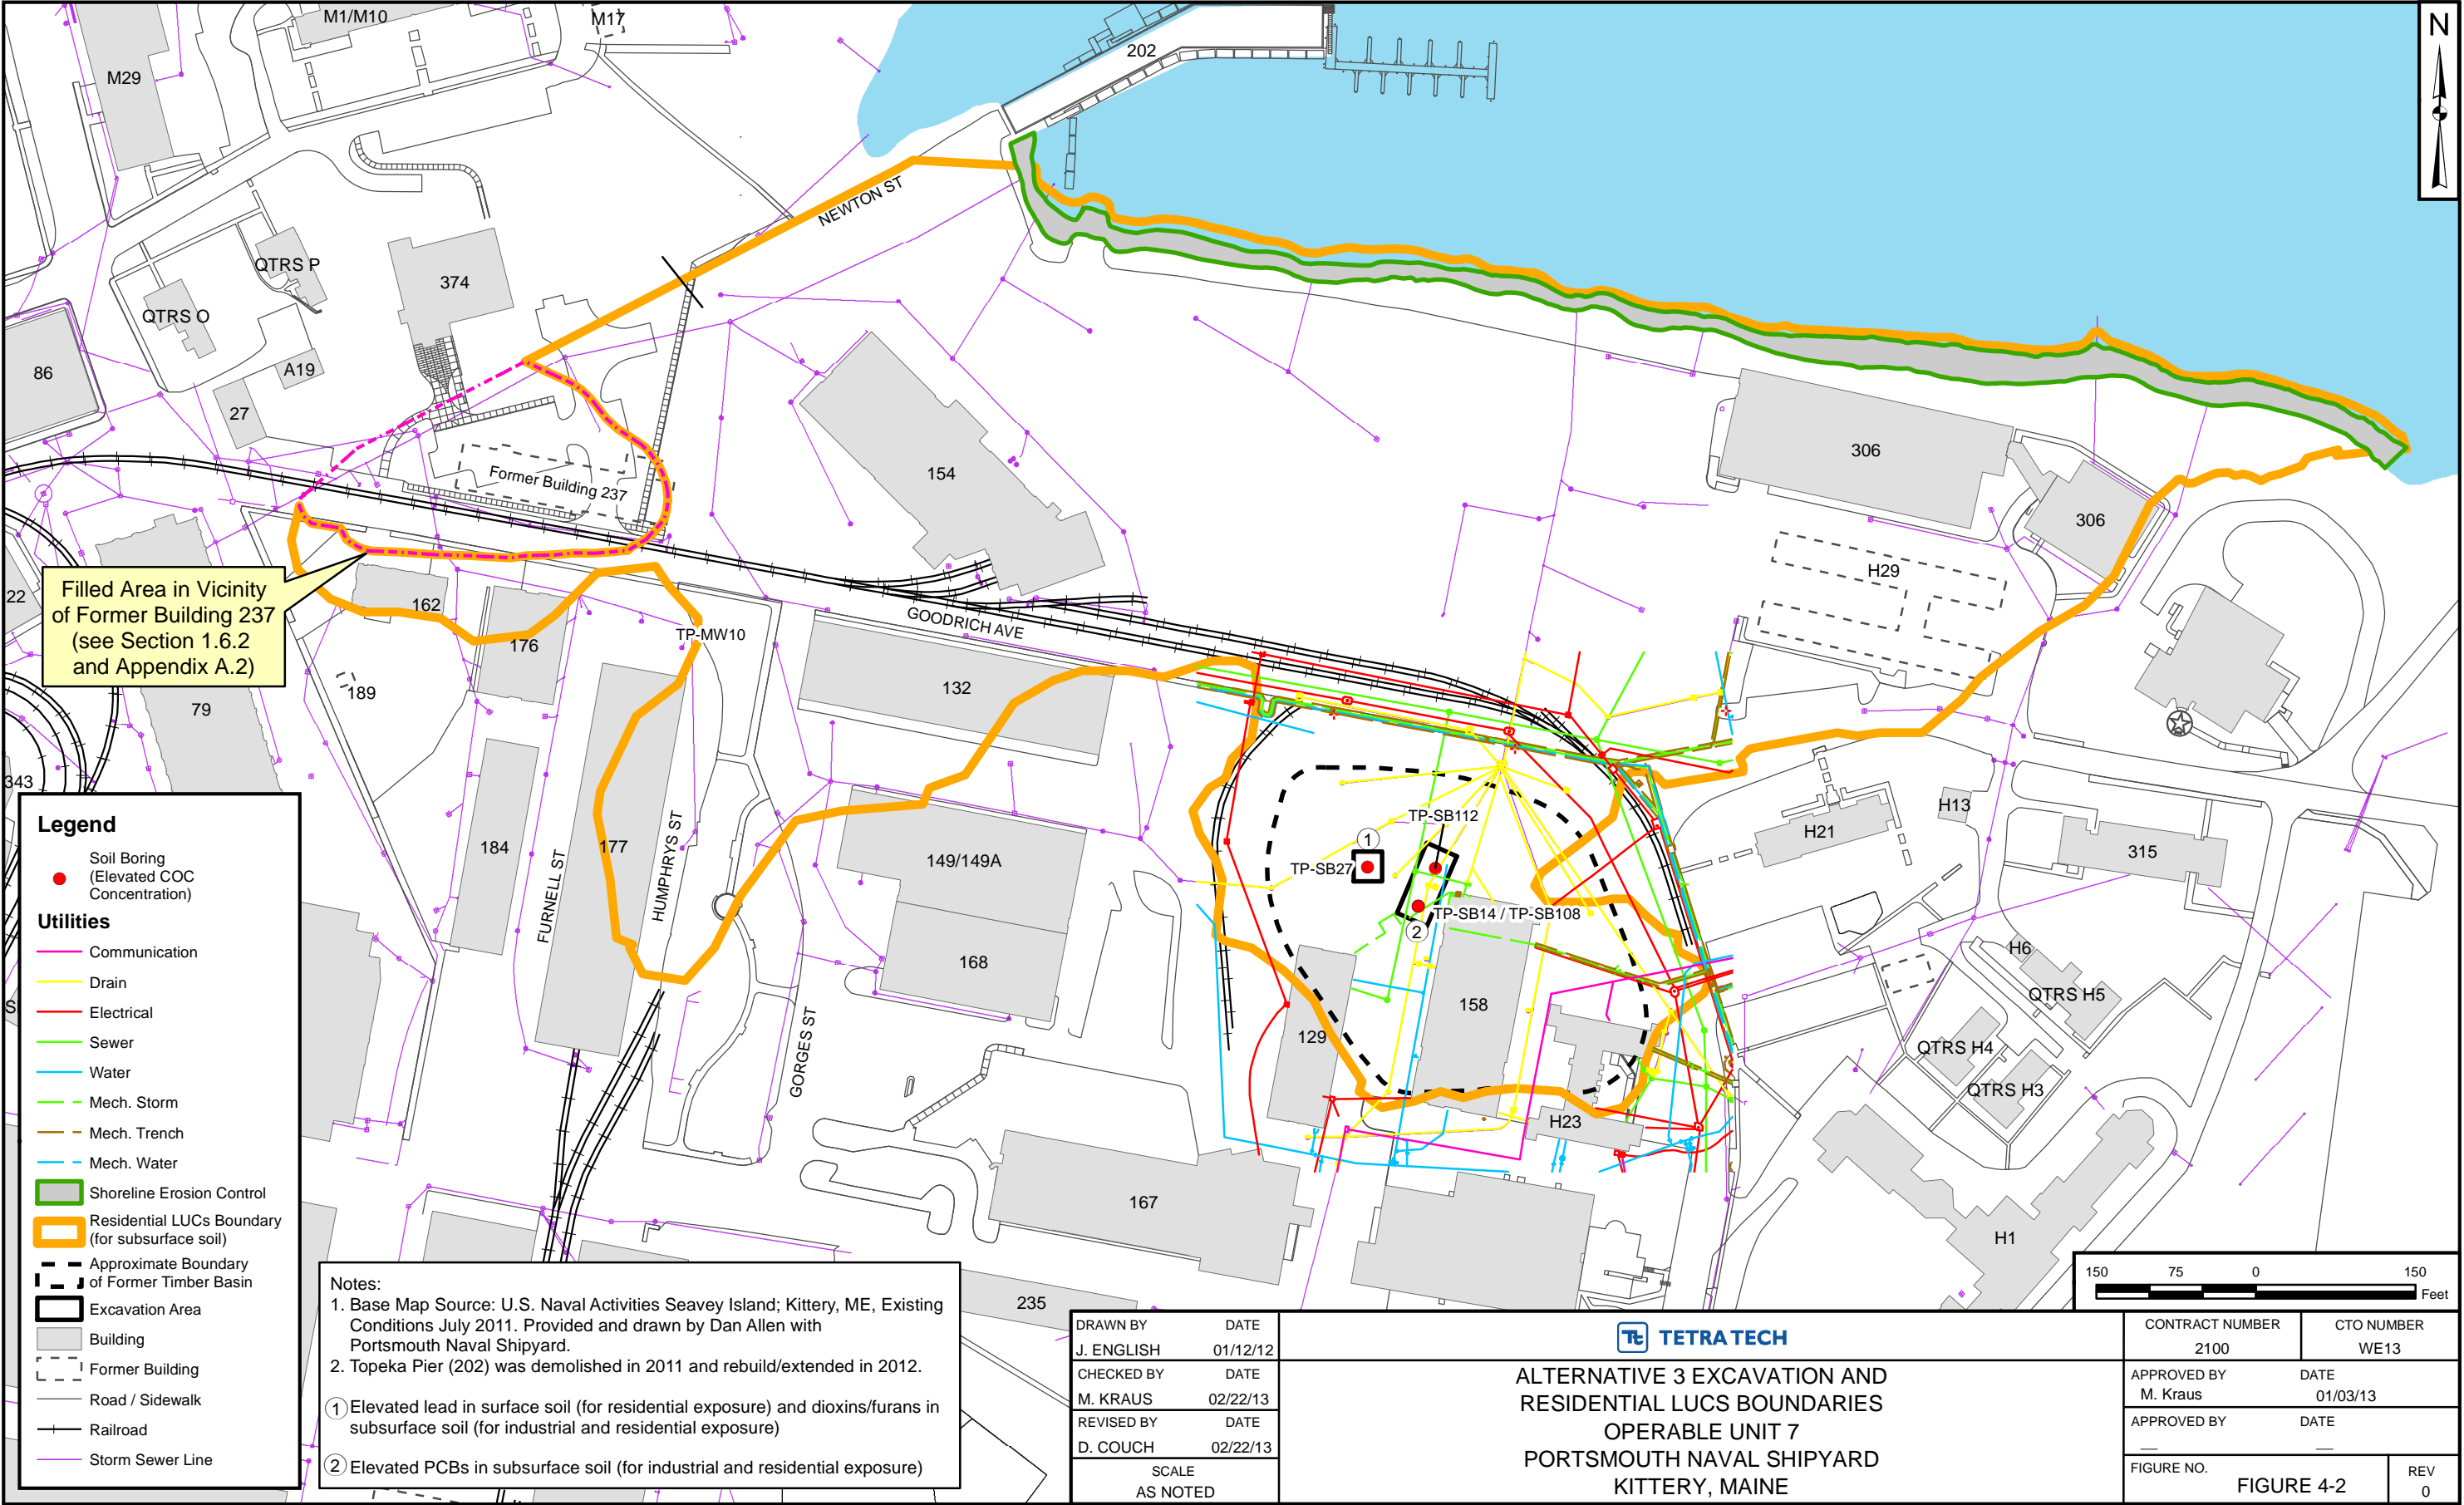 M1/M10
M17
M29
202
N
NEWTON ST
QTRS P
374
QTRS O
86
A19
27
Former Building 237
154
306
306
H29
22
Filled Area in Vicinity
of Former Building 237
(see Section 1.6.2
and Appendix A.2)
162
176
TP-MW10
GOODRICH AVE
132
189
79
343
TP-SB112
1
TP-SB27
TP-SB14 / TP-SB108
2
H21
H13
315
184
177
FURNELL ST
HUMPHRYS ST
149/149A
168
GORGES ST
129
158
H6
QTRS H5
QTRS H4
QTRS H3
H23
167
H1
235
S
Legend
Soil Boring
(Elevated COC
Concentration)
Utilities
Communication
Drain
Electrical
Sewer
Water
Mech. Storm
Mech. Trench
Mech. Water
Shoreline Erosion Control
Residential LUCs Boundary
(for subsurface soil)
Approximate Boundary
of Former Timber Basin
Excavation Area
Building
Former Building
Road / Sidewalk
Railroad
Storm Sewer Line
Notes:
1. Base Map Source: U.S. Naval Activities Seavey Island; Kittery, ME, Existing
Conditions July 2011. Provided and drawn by Dan Allen with
Portsmouth Naval Shipyard.
2. Topeka Pier (202) was demolished in 2011 and rebuild/extended in 2012.
1 Elevated lead in surface soil (for residential exposure) and dioxins/furans in
subsurface soil (for industrial and residential exposure)
2 Elevated PCBs in subsurface soil (for industrial and residential exposure)
150 75 0 150
Feet
DRAWN BY DATE
J. ENGLISH 01/12/12
CHECKED BY DATE
M. KRAUS 02/22/13
REVISED BY DATE
D. COUCH 02/22/13
SCALE
AS NOTED
Tt TETRA TECH
ALTERNATIVE 3 EXCAVATION AND
RESIDENTIAL LUCS BOUNDARIES
OPERABLE UNIT 7
PORTSMOUTH NAVAL SHIPYARD
KITTERY, MAINE
CONTRACT NUMBER CTO NUMBER
2100 WE13
APPROVED BY DATE
M. Kraus 01/03/13
APPROVED BY DATE
__ __
FIGURE NO. REV
FIGURE 4-2 0